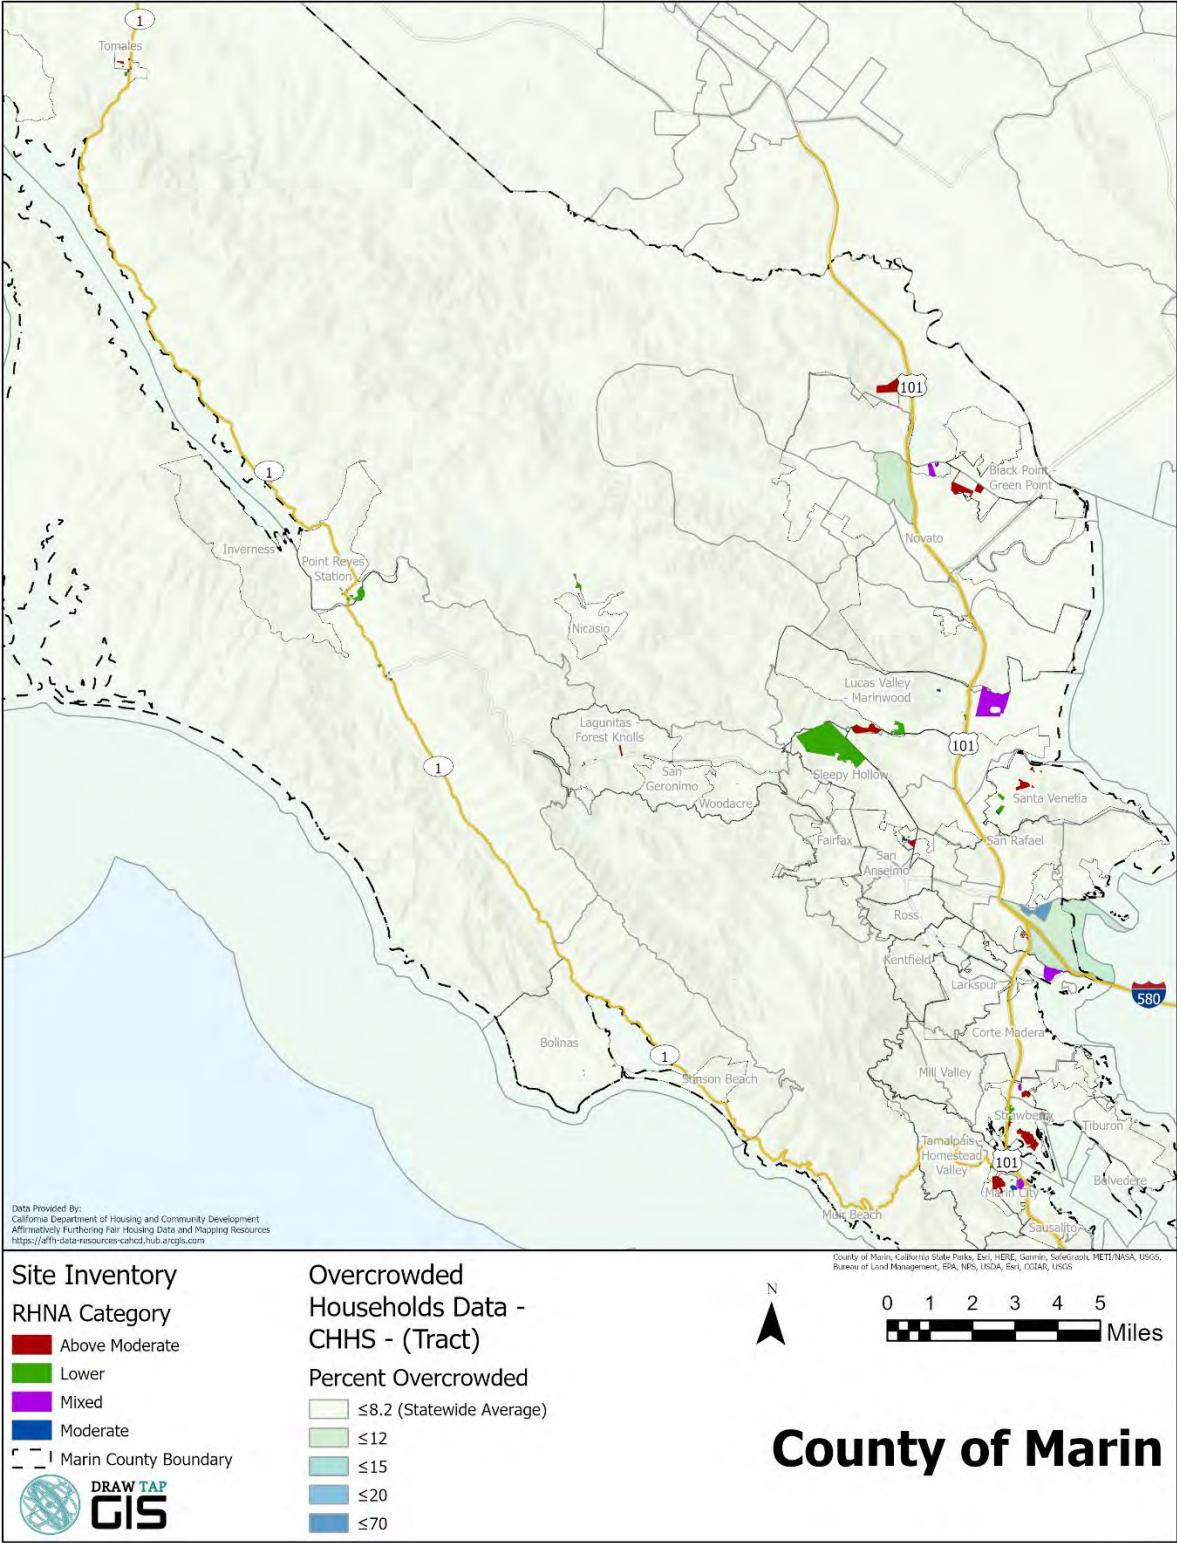 1
Tomales
101
Black Point -
Green Point
1
Novato
Inverness
Point Reyes
Station
Nicasio
Lucas Valley
- Marinwood
Lagunitas -
Forest Knolls
101
1
San
Geronimo
Sleepy Hollow
Woodacre
Santa Venetia
Fairfax
San
Anselmo
San Rafael
Ross
Kentfield
Larkspur
580
Corte Madera
Bolinas
1
Stinson Beach
Mill Valley
Strawberry
Tiburon
Tamalpais -
Homestead
Valley
101
Belvedere
Marin City
Muir Beach
Sausalito
Data Provided By:
California Department of Housing and Community Development
Affirmatively Furthering Fair Housing Data and Mapping Resources
https://affh-data-resources-cahcd.hub.arcgis.com
County of Marin, California State Parks, Esri, HERE, Garmin, SafeGraph, METI/NASA, USGS,
Bureau of Land Management, EPA, NPS, USDA, Esri, CGIAR, USGS
Site Inventory
RHNA Category
Above Moderate
Lower
Mixed
Moderate
Marin County Boundary
DRAW TAP
GIS
Overcrowded
Households Data -
CHHS - (Tract)
Percent Overcrowded
≤8.2 (Statewide Average)
≤12
≤15
≤20
≤70
N
0 1 2 3 4 5
Miles
County of Marin